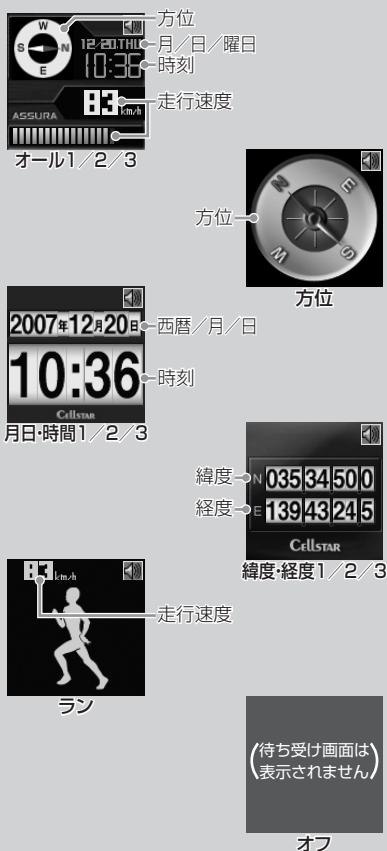 W
S N
E
12/20.THU
10:36
83km/h
ASSURA
方位
月／日／曜日
時刻
走行速度
オール1／2／3
N
E
W
S
方位
方位
2007年12月20日
10:36
CELLSTAR
西暦／月／日
時刻
月日・時間1／2／3
緯度
経度
N 035 34 50 0
E 139 43 24 5
CELLSTAR
緯度・経度1／2／3
83km/h
走行速度
ラン
(待ち受け画面は
表示されません)
オフ